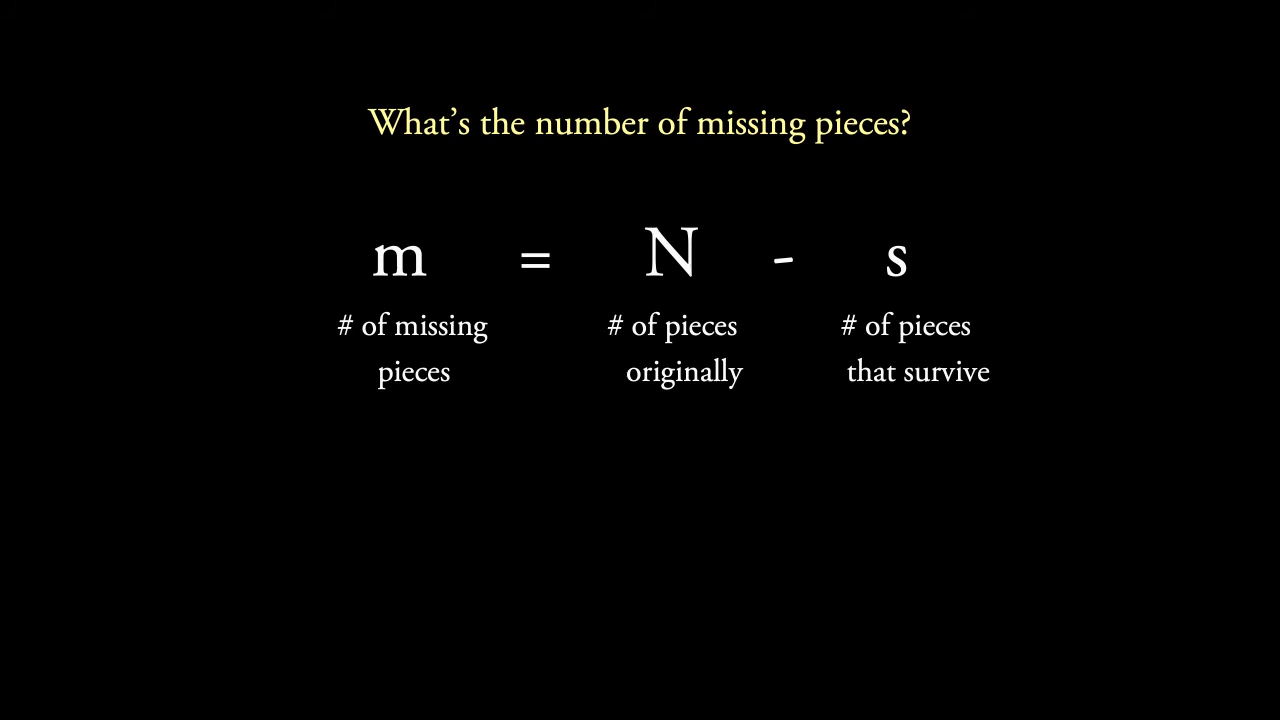 What’s the number of missing pieces?
m = N - s
# of missing # of pieces # of pieces
pieces originally that survive